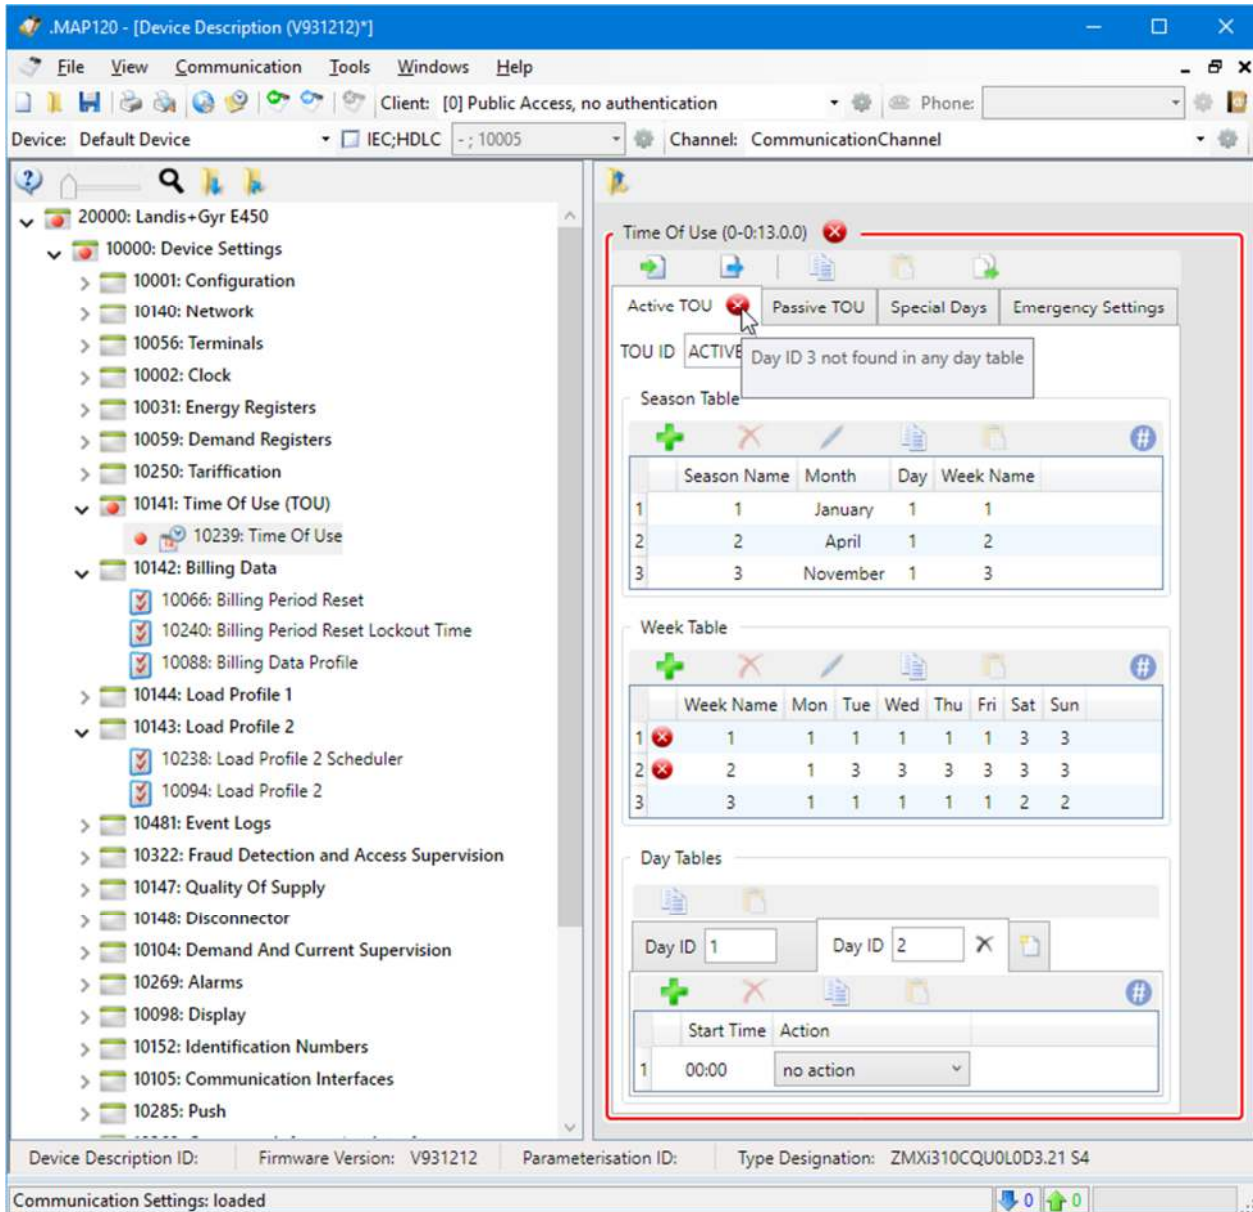 .MAP120 - [Device Description (V931212)*]
File View Communication Tools Windows Help
Client: [0] Public Access, no authentication Phone:
Device: Default Device IEC;HDLC - ; 10005 Channel: CommunicationChannel
20000: Landis+Gyr E450
10000: Device Settings
10001: Configuration
10140: Network
10056: Terminals
10002: Clock
10031: Energy Registers
10059: Demand Registers
10250: Tariffication
10141: Time Of Use (TOU)
10239: Time Of Use
10142: Billing Data
10066: Billing Period Reset
10240: Billing Period Reset Lockout Time
10088: Billing Data Profile
10144: Load Profile 1
10143: Load Profile 2
10238: Load Profile 2 Scheduler
10094: Load Profile 2
10481: Event Logs
10322: Fraud Detection and Access Supervision
10147: Quality Of Supply
10148: Disconnector
10104: Demand And Current Supervision
10269: Alarms
10098: Display
10152: Identification Numbers
10105: Communication Interfaces
10285: Push
Time Of Use (0-0:13.0.0)
Active TOU Passive TOU Special Days Emergency Settings
TOU ID ACTIVE
Day ID 3 not found in any day table
Season Table
#
Season Name Month Day Week Name
1 1 January 1 1
2 2 April 1 2
3 3 November 1 3
Week Table
#
Week Name Mon Tue Wed Thu Fri Sat Sun
1 1 1 1 1 1 1 3 3
2 2 1 3 3 3 3 3 3
3 3 1 1 1 1 1 2 2
Day Tables
Day ID 1 Day ID 2
#
Start Time Action
1 00:00 no action
Device Description ID: Firmware Version: V931212 Parameterisation ID: Type Designation: ZMXi310CQU0L0D3.21 S4
Communication Settings: loaded 0 0